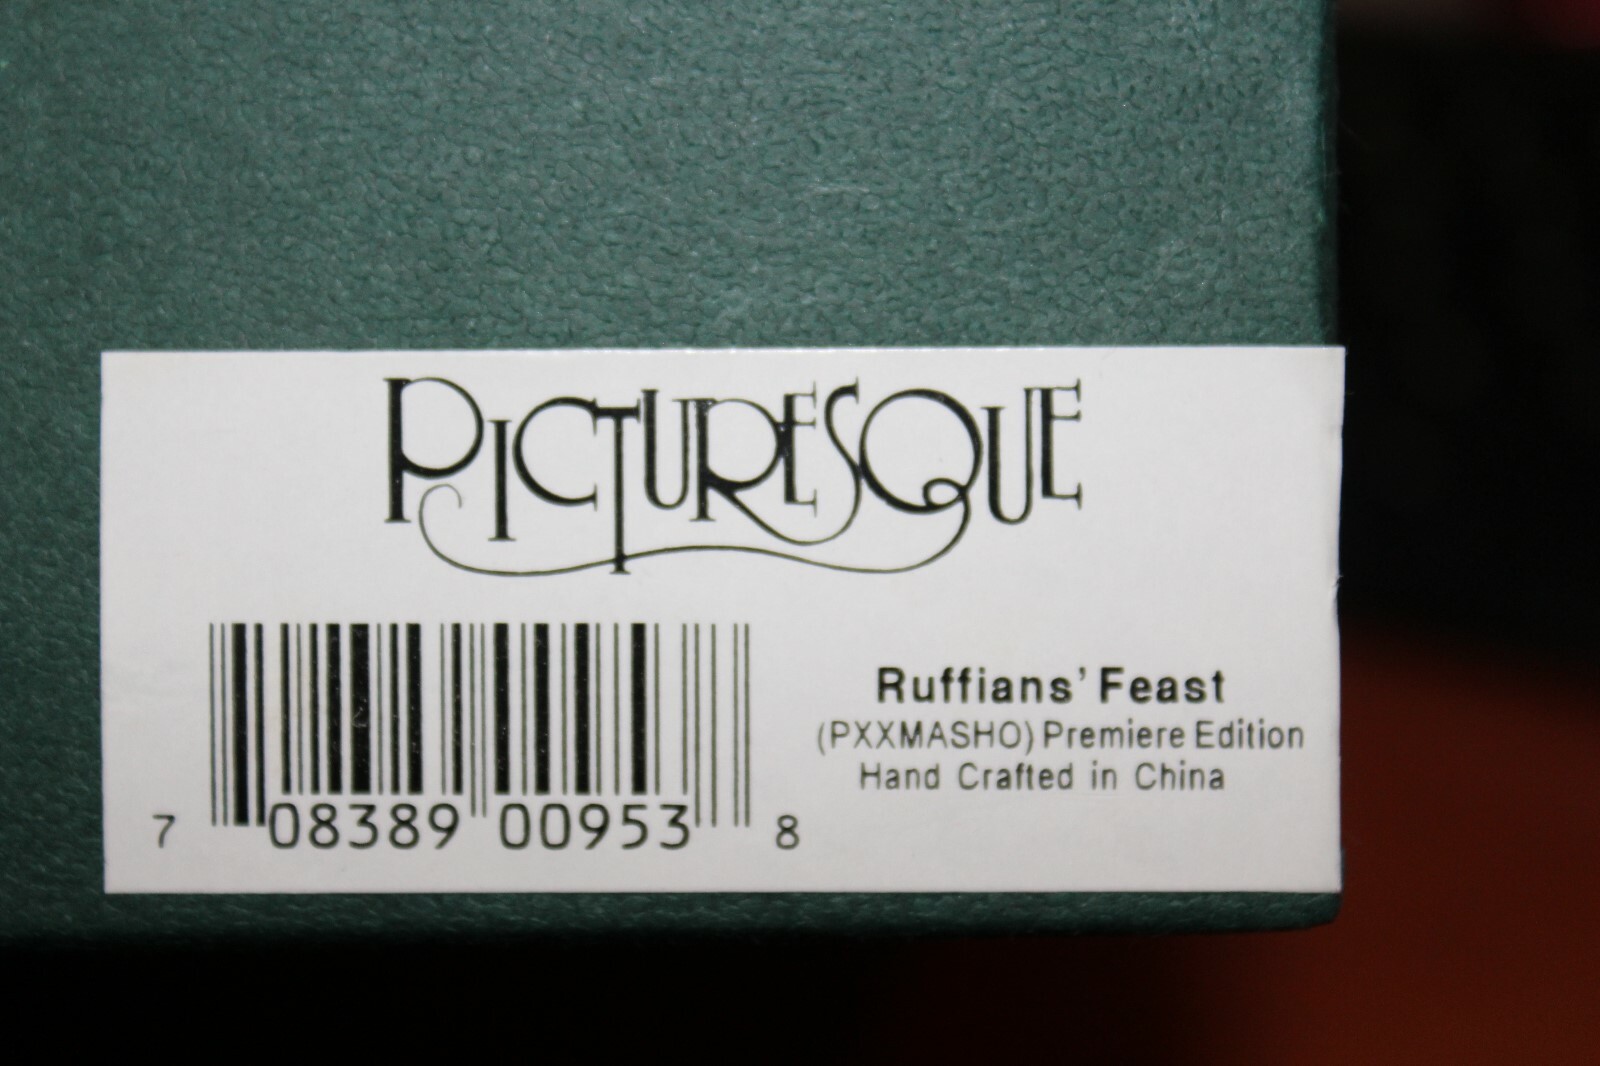 PICTURESQUE
Ruffians' Feast
(PXXMASHO) Premiere Edition
Hand Crafted in China
7 08389 00953 8